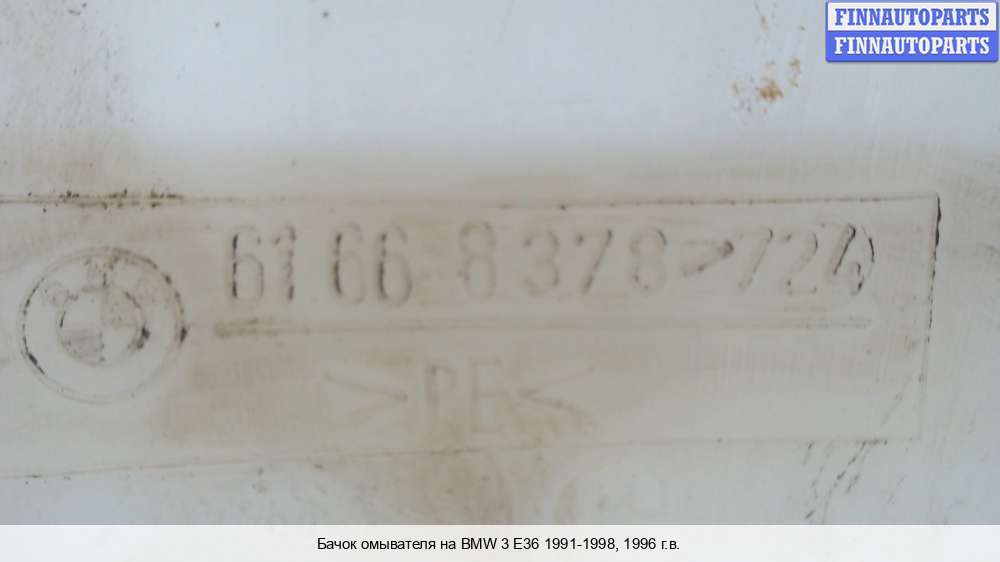 FINNAUTOPARTS
FINNAUTOPARTS
61 66 8 378>724
>PE<
Бачок омывателя на BMW 3 E36 1991-1998, 1996 г.в.